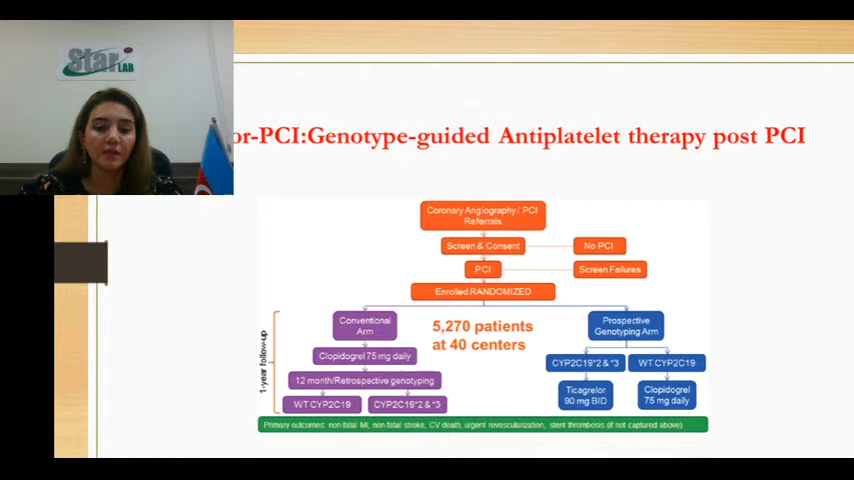 Star
LAB
or-PCI:Genotype-guided Antiplatelet therapy post PCI
Coronary Angiography / PCI
Referrals
Screen & Consent
No PCI
PCI
Screen Failures
Enrolled RANDOMIZED
Conventional
Arm
5,270 patients
at 40 centers
Prospective
Genotyping Arm
Clopidogrel 75 mg daily
CYP2C19*2 & *3
WT CYP2C19
12 month/Retrospective genotyping
Ticagrelor
90 mg BID
Clopidogrel
75 mg daily
WT CYP2C19
CYP2C19*2 & *3
1-year follow-up
Primary outcomes: non-fatal MI, non-fatal stroke, CV death, urgent revascularization, stent thrombosis (if not captured above)